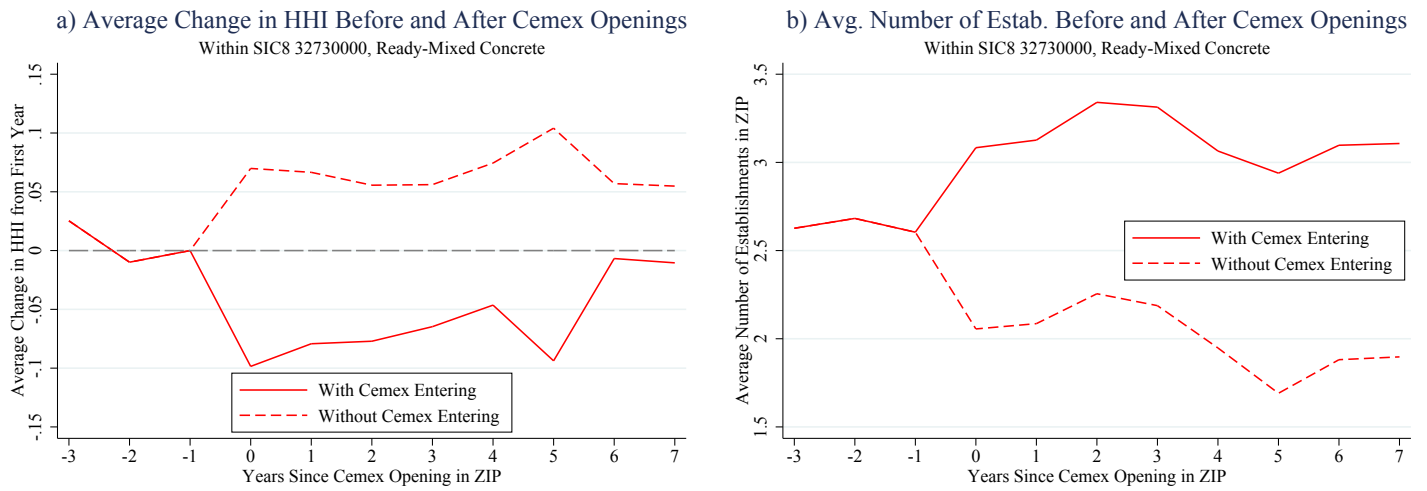 a) Average Change in HHI Before and After Cemex Openings
Within SIC8 32730000, Ready-Mixed Concrete
Average Change in HHI from First Year
.15
.1
.05
0
-.05
-.1
-.15
With Cemex Entering
Without Cemex Entering
-3 -2 -1 0 1 2 3 4 5 6 7
Years Since Cemex Opening in ZIP
b) Avg. Number of Estab. Before and After Cemex Openings
Within SIC8 32730000, Ready-Mixed Concrete
Average Number of Establishments in ZIP
3.5
3
2.5
2
1.5
With Cemex Entering
Without Cemex Entering
-3 -2 -1 0 1 2 3 4 5 6 7
Years Since Cemex Opening in ZIP